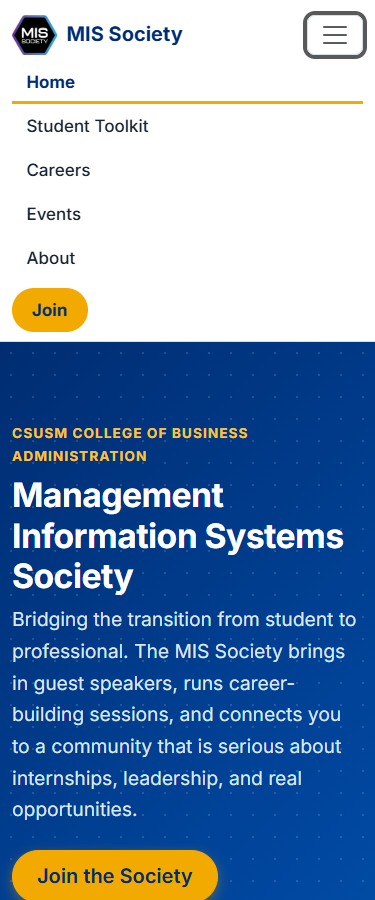 MIS
SOCIETY
MIS Society
Home
Student Toolkit
Careers
Events
About
Join
CSUSM COLLEGE OF BUSINESS
ADMINISTRATION
Management
Information Systems
Society
Bridging the transition from student to
professional. The MIS Society brings
in guest speakers, runs career-
building sessions, and connects you
to a community that is serious about
internships, leadership, and real
opportunities.
Join the Society